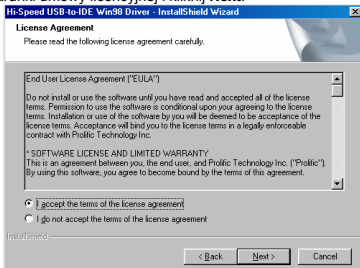 Hi-Speed USB-to-IDE Win98 Driver - InstallShield Wizard
License Agreement
Please read the following license agreement carefully.
End User License Agreement ("EULA")
Do not install or use the software until you have read and accepted all of the license
terms. Permission to use the software is conditional upon your agreeing to the license
terms. Installation or use of the software by you will be deemed to be acceptance of the
license terms. Acceptance will bind you to the license terms in a legally enforceable
contract with Prolific Technology Inc.
* SOFTWARE LICENSE AND LIMITED WARRANTY
This is an agreement between you, the end user, and Prolific Technology Inc. ("Prolific").
By using this software, you agree to become bound by the terms of this agreement.
I accept the terms of the license agreement
I do not accept the terms of the license agreement
InstallShield
< Back
Next >
Cancel